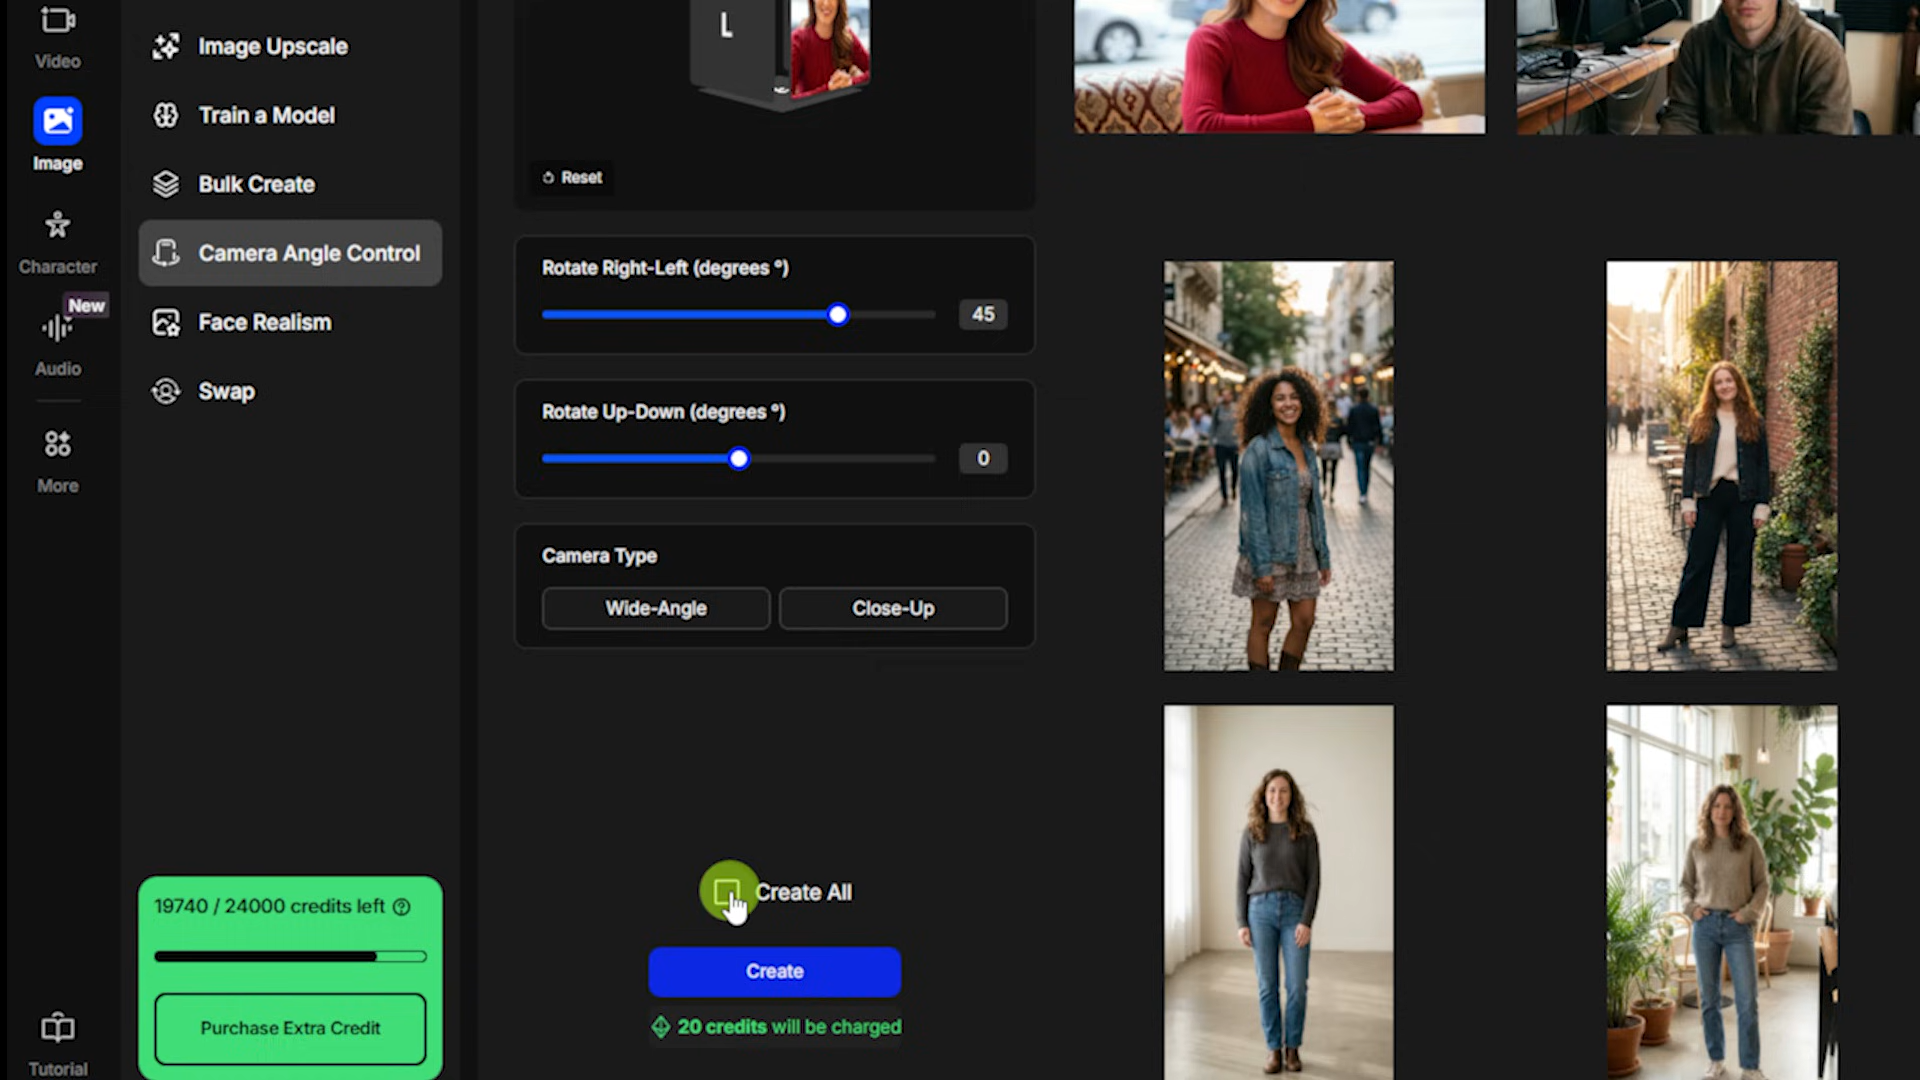 Video
Image
Character
New
Audio
More
Tutorial
Image Upscale
Train a Model
Bulk Create
Camera Angle Control
Face Realism
Swap
19740 / 24000 credits left
Purchase Extra Credit
L
Reset
Rotate Right-Left (degrees °)
45
Rotate Up-Down (degrees °)
0
Camera Type
Wide-Angle
Close-Up
Create All
Create
20 credits will be charged